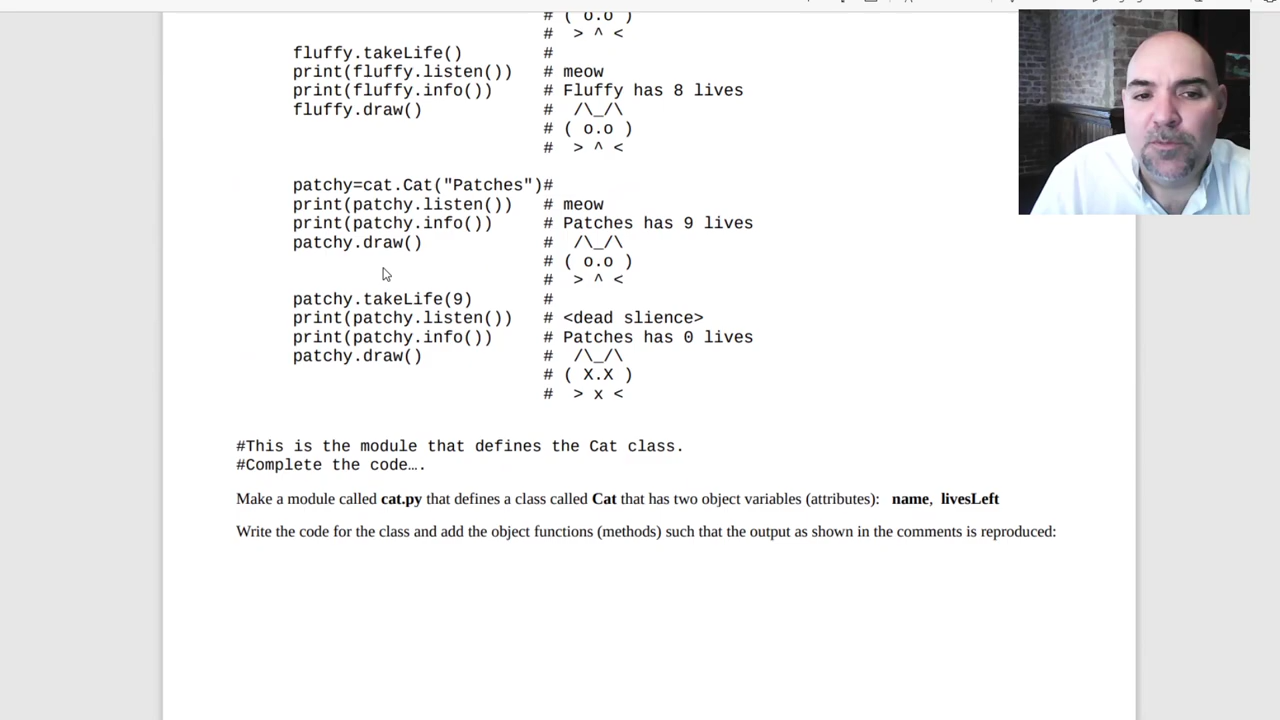 # ( o.o )
# > ^ <
fluffy.takeLife() #
print(fluffy.listen()) # meow
print(fluffy.info()) # Fluffy has 8 lives
fluffy.draw() # /\_/\
# ( o.o )
# > ^ <
patchy=cat.Cat("Patches")#
print(patchy.listen()) # meow
print(patchy.info()) # Patches has 9 lives
patchy.draw() # /\_/\
# ( o.o )
# > ^ <
patchy.takeLife(9) #
print(patchy.listen()) # <dead slience>
print(patchy.info()) # Patches has 0 lives
patchy.draw() # /\_/\
# ( X.X )
# > x <
#This is the module that defines the Cat class.
#Complete the code….
Make a module called cat.py that defines a class called Cat that has two object variables (attributes): name, livesLeft
Write the code for the class and add the object functions (methods) such that the output as shown in the comments is reproduced: